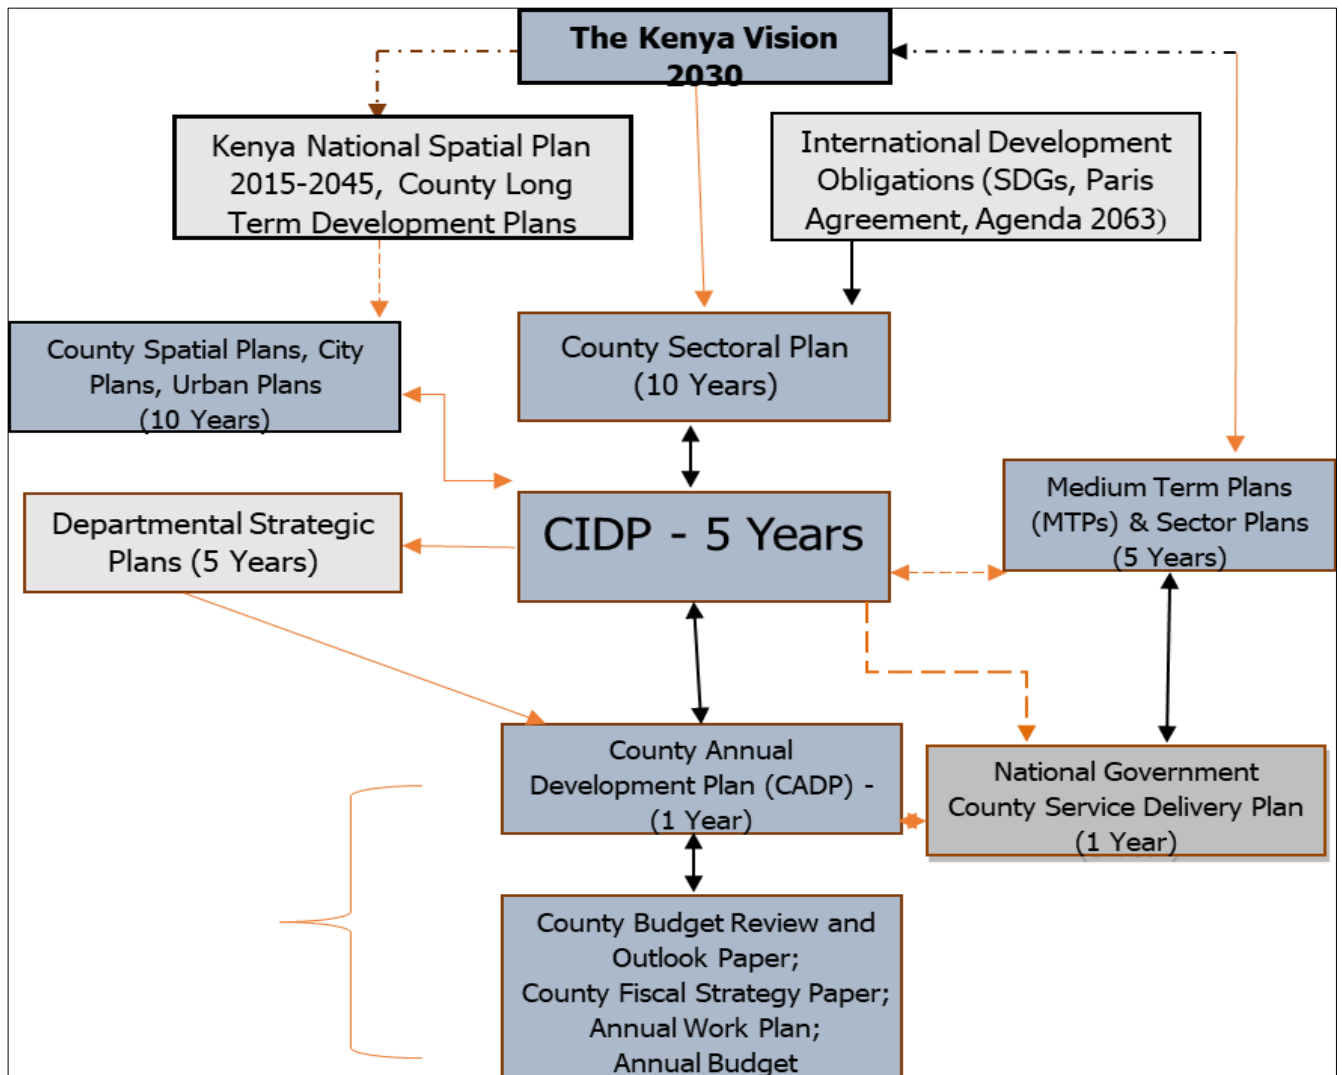 The Kenya Vision
2030
Kenya National Spatial Plan
2015-2045, County Long
Term Development Plans
International Development
Obligations (SDGs, Paris
Agreement, Agenda 2063)
County Spatial Plans, City
Plans, Urban Plans
(10 Years)
County Sectoral Plan
(10 Years)
Departmental Strategic
Plans (5 Years)
CIDP - 5 Years
Medium Term Plans
(MTPs) & Sector Plans
(5 Years)
County Annual
Development Plan (CADP) -
(1 Year)
National Government
County Service Delivery Plan
(1 Year)
County Budget Review and
Outlook Paper;
County Fiscal Strategy Paper;
Annual Work Plan;
Annual Budget